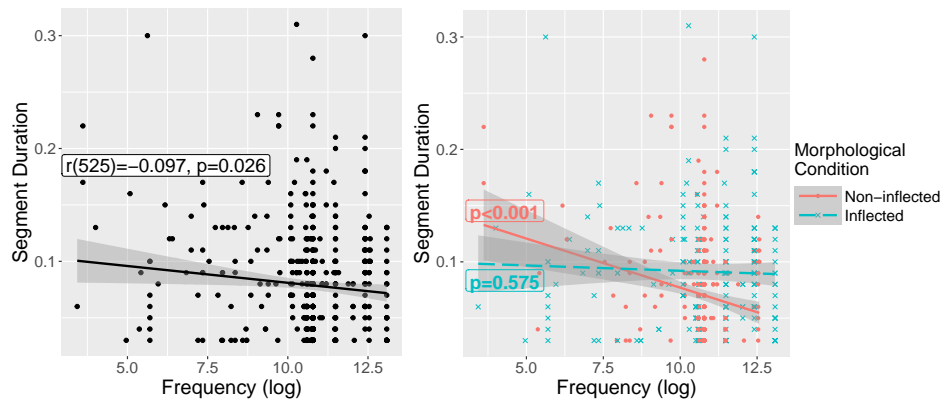 0.3
0.2
0.1
Segment Duration
r(525)=−0.097, p=0.026
5.0 7.5 10.0 12.5
Frequency (log)
0.3
0.2
0.1
Segment Duration
p<0.001
p=0.575
5.0 7.5 10.0 12.5
Frequency (log)
Morphological
Condition
Non−inflected
Inflected